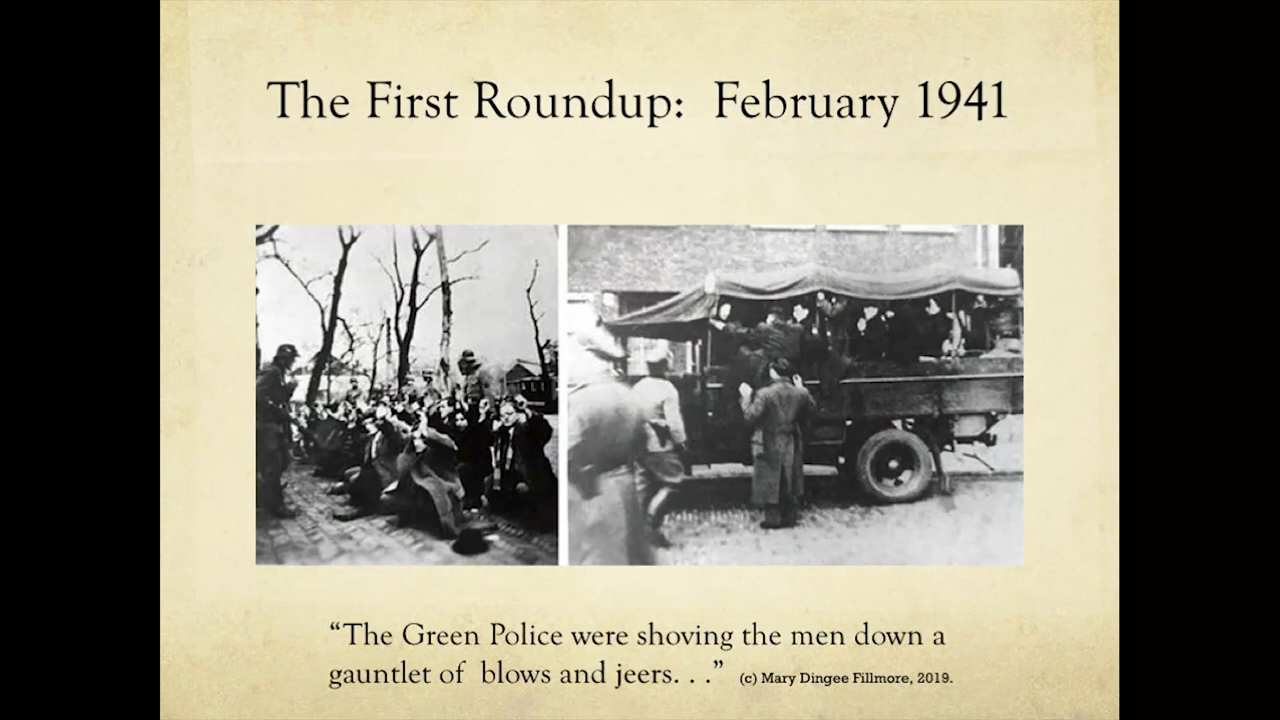 The First Roundup:  February 1941
“The Green Police were shoving the men down a
gauntlet of  blows and jeers. . .”  (c) Mary Dingee Fillmore, 2019.